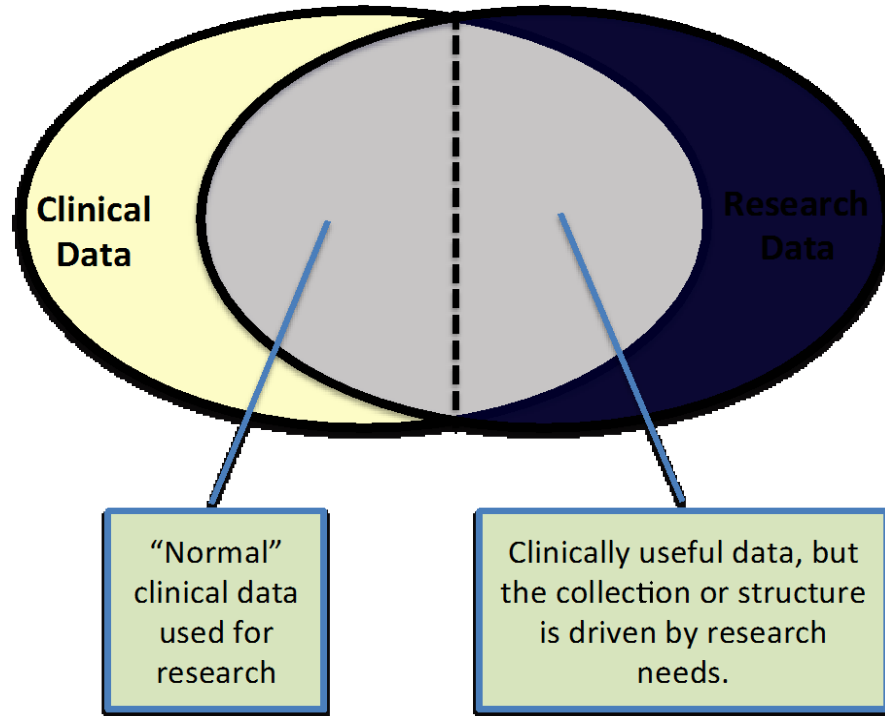 Clinical
Data
Research
Data
“Normal”
clinical data
used for
research
Clinically useful data, but
the collection or structure
is driven by research
needs.